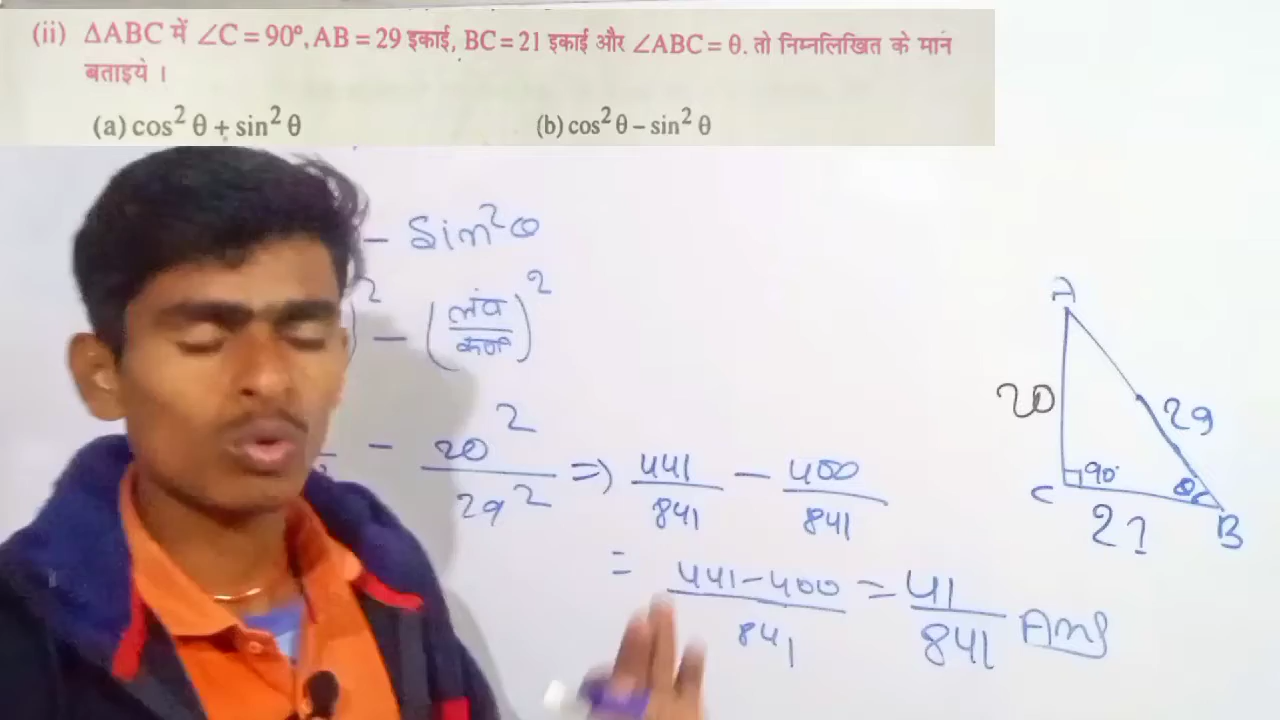 (ii) ΔABC में ∠C = 90°, AB = 29 इकाई, BC = 21 इकाई और ∠ABC = θ. तो निम्नलिखित के मान
बताइये ।
(a) cos² θ + sin² θ (b) cos² θ – sin² θ
– Sin²θ
)² – (लंब/कर्ण)²
– 20²/29² => 441/841 – 400/841
= 441–400/841 = 41/841 Ans
A
20 29
90° θ
C B
21